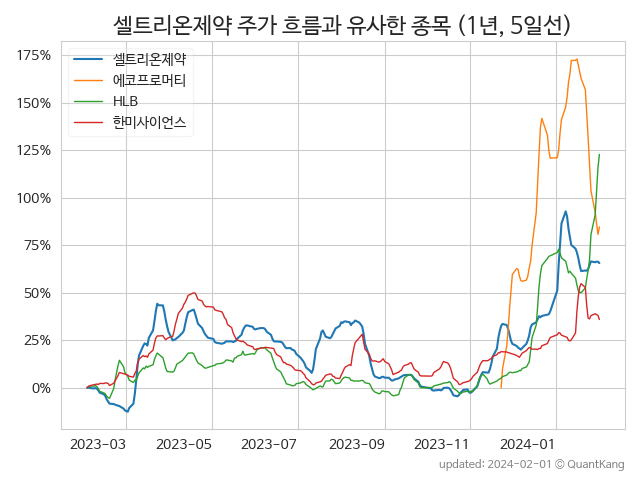 셀트리온제약 주가 흐름과 유사한 종목 (1년, 5일선)
175%
150%
125%
100%
75%
50%
25%
0%
셀트리온제약
에코프로머티
HLB
한미사이언스
2023-03
2023-05
2023-07
2023-09
2023-11
2024-01
updated: 2024-02-01 © QuantKang